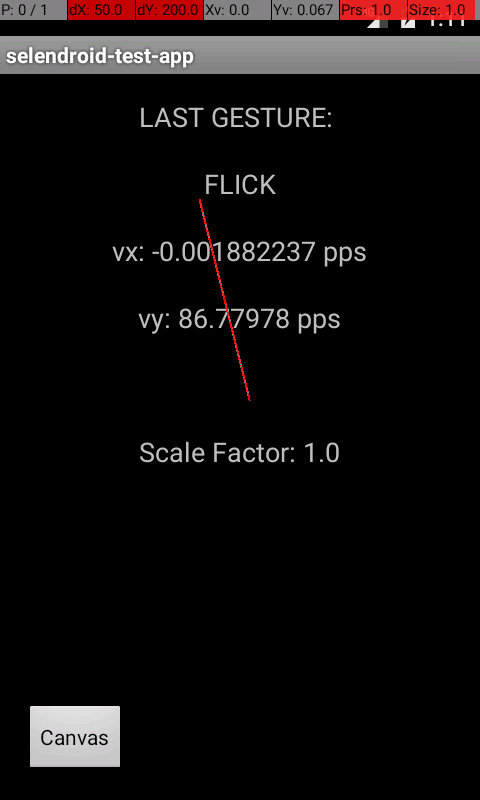 P: 0 / 1 dX: 50.0 dY: 200.0 Xv: 0.0 Yv: 0.067 Prs: 1.0 Size: 1.0
selendroid-test-app
LAST GESTURE:
FLICK
vx: -0.001882237 pps
vy: 86.77978 pps
Scale Factor: 1.0
Canvas